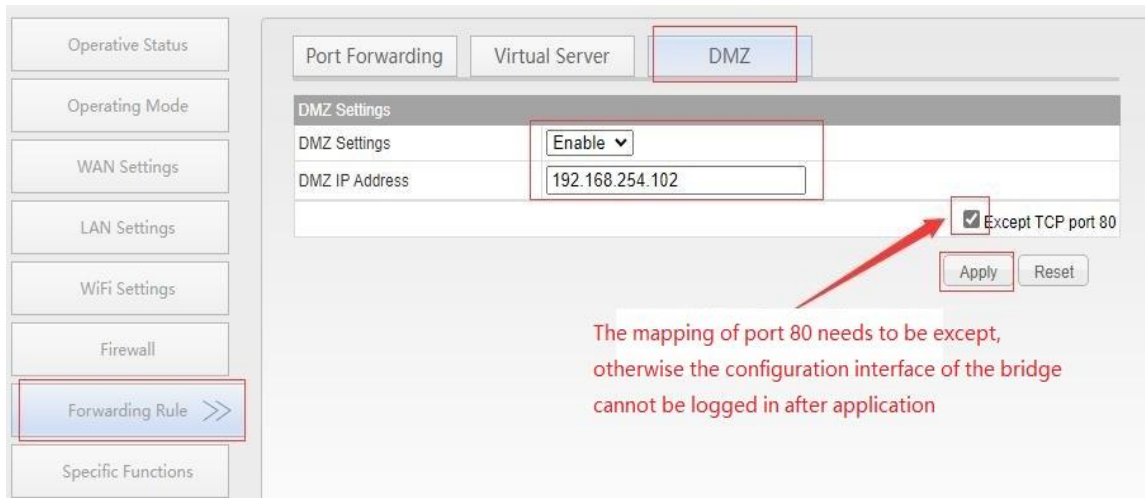 Operative Status
Operating Mode
WAN Settings
LAN Settings
WiFi Settings
Firewall
Forwarding Rule >>
Specific Functions
Port Forwarding
Virtual Server
DMZ
DMZ Settings
DMZ Settings
Enable
DMZ IP Address
192.168.254.102
Except TCP port 80
Apply
Reset
The mapping of port 80 needs to be except,
otherwise the configuration interface of the bridge
cannot be logged in after application